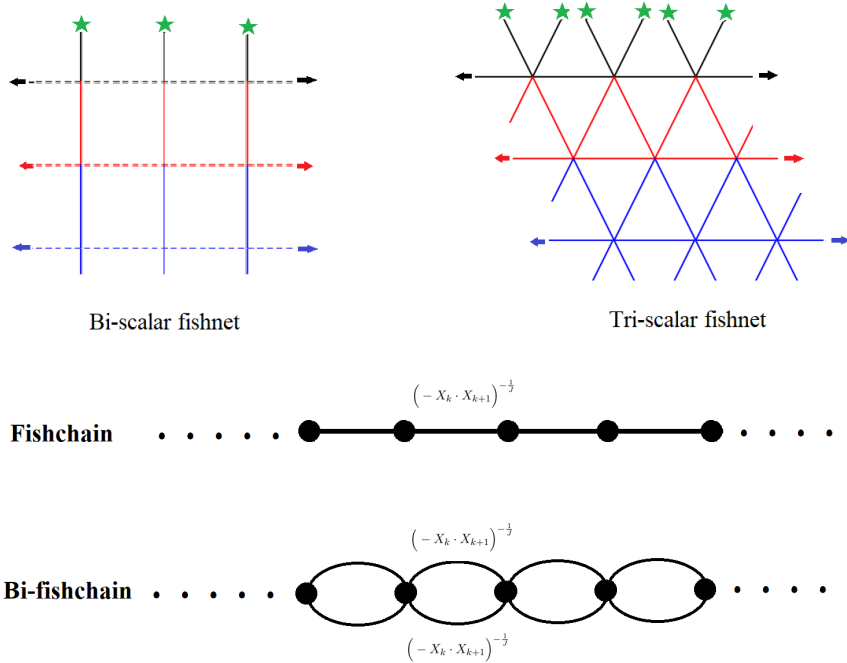 Bi-scalar fishnet
Tri-scalar fishnet
(- X_k · X_{k+1})^{-1/J}
Fishchain
(- X_k · X_{k+1})^{-1/J}
Bi-fishchain
(- X_k · X_{k+1})^{-1/J}